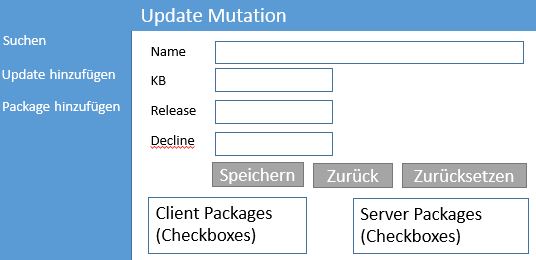 Update Mutation
Suchen
Update hinzufügen
Package hinzufügen
Name
KB
Release
Decline
Speichern
Zurück
Zurücksetzen
Client Packages
(Checkboxes)
Server Packages
(Checkboxes)